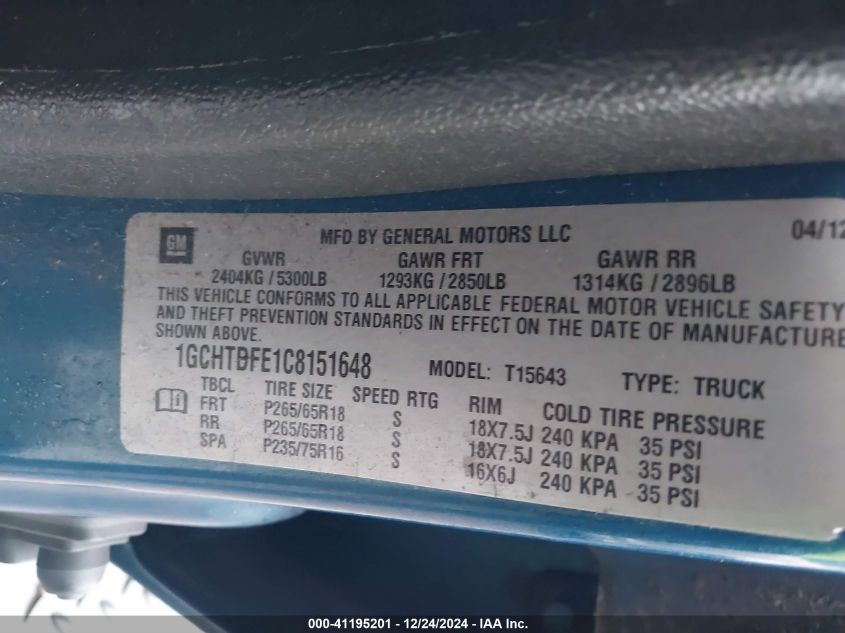 GM
MFD BY GENERAL MOTORS LLC 04/12
GVWR GAWR FRT GAWR RR
2404KG / 5300LB 1293KG / 2850LB 1314KG / 2896LB
THIS VEHICLE CONFORMS TO ALL APPLICABLE FEDERAL MOTOR VEHICLE SAFETY
AND THEFT PREVENTION STANDARDS IN EFFECT ON THE DATE OF MANUFACTURE
SHOWN ABOVE.
1GCHTDFE1C8151648 MODEL: T15643 TYPE: TRUCK
TBCL TIRE SIZE SPEED RTG RIM COLD TIRE PRESSURE
FRT P265/65R18 S 18X7.5J 240 KPA 35 PSI
RR P265/65R18 S 18X7.5J 240 KPA 35 PSI
SPA P235/75R16 S 16X6J 240 KPA 35 PSI
000-41195201 - 12/24/2024 - IAA Inc.